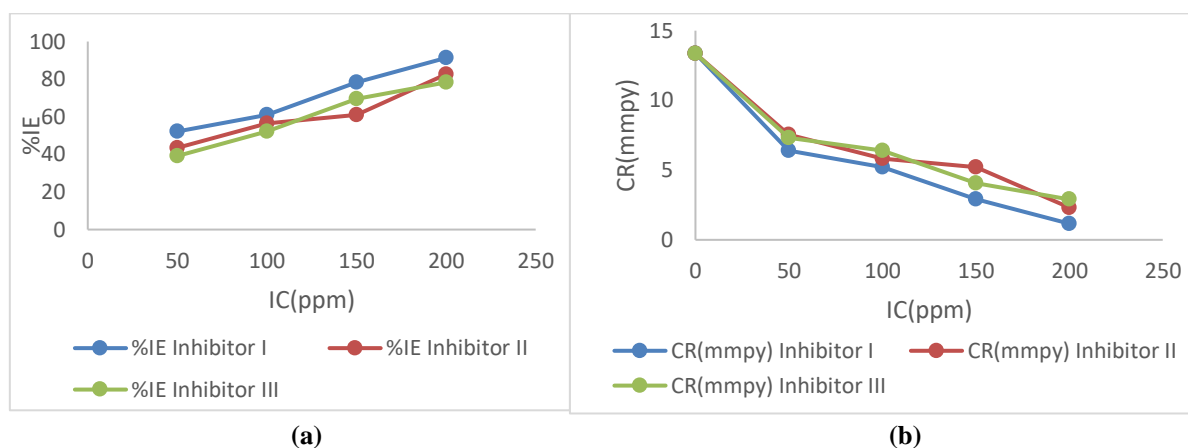 100
80
60
40
20
0
%IE
0 50 100 150 200 250
IC(ppm)
%IE Inhibitor I %IE Inhibitor II
%IE Inhibitor III
(a)
15
10
5
0
CR(mmpy)
0 50 100 150 200 250
IC(ppm)
CR(mmpy) Inhibitor I CR(mmpy) Inhibitor II
CR(mmpy) Inhibitor III
(b)